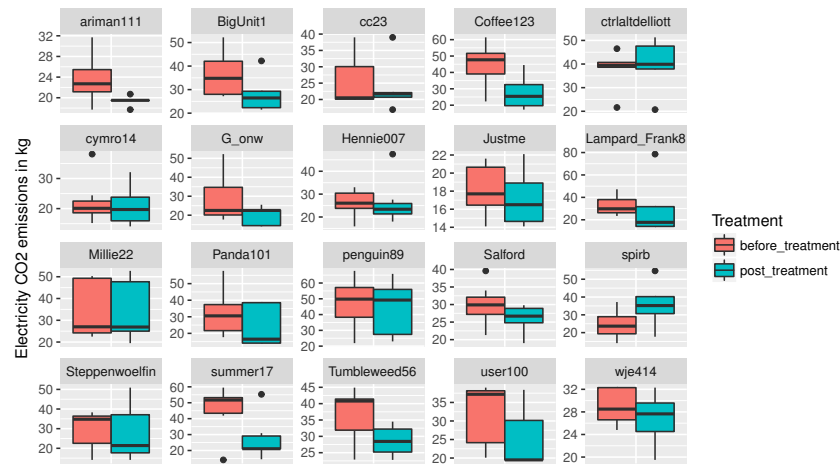 ariman111 BigUnit1 cc23 Coffee123 ctrlaltdelliott
32 28 24 20
50 40 30 20
40 35 30 25 20 15
60 50 40 30 20
50 40 30 20
cymro14 G_onw Hennie007 Justme Lampard_Frank8
40 30 20
50 40 30 20
40 30 20
22 20 18 16 14
80 60 40 20
Millie22 Panda101 penguin89 Salford spirb
50 40 30 20
50 40 30 20
60 50 40 30 20
40 35 30 25 20
50 40 30 20
Steppenwoelfin summer17 Tumbleweed56 user100 wje414
50 40 30 20
60 50 40 30 20
45 40 35 30 25
35 30 25 20
32 28 24 20
Electricity CO2 emissions in kg
Treatment
before_treatment
post_treatment